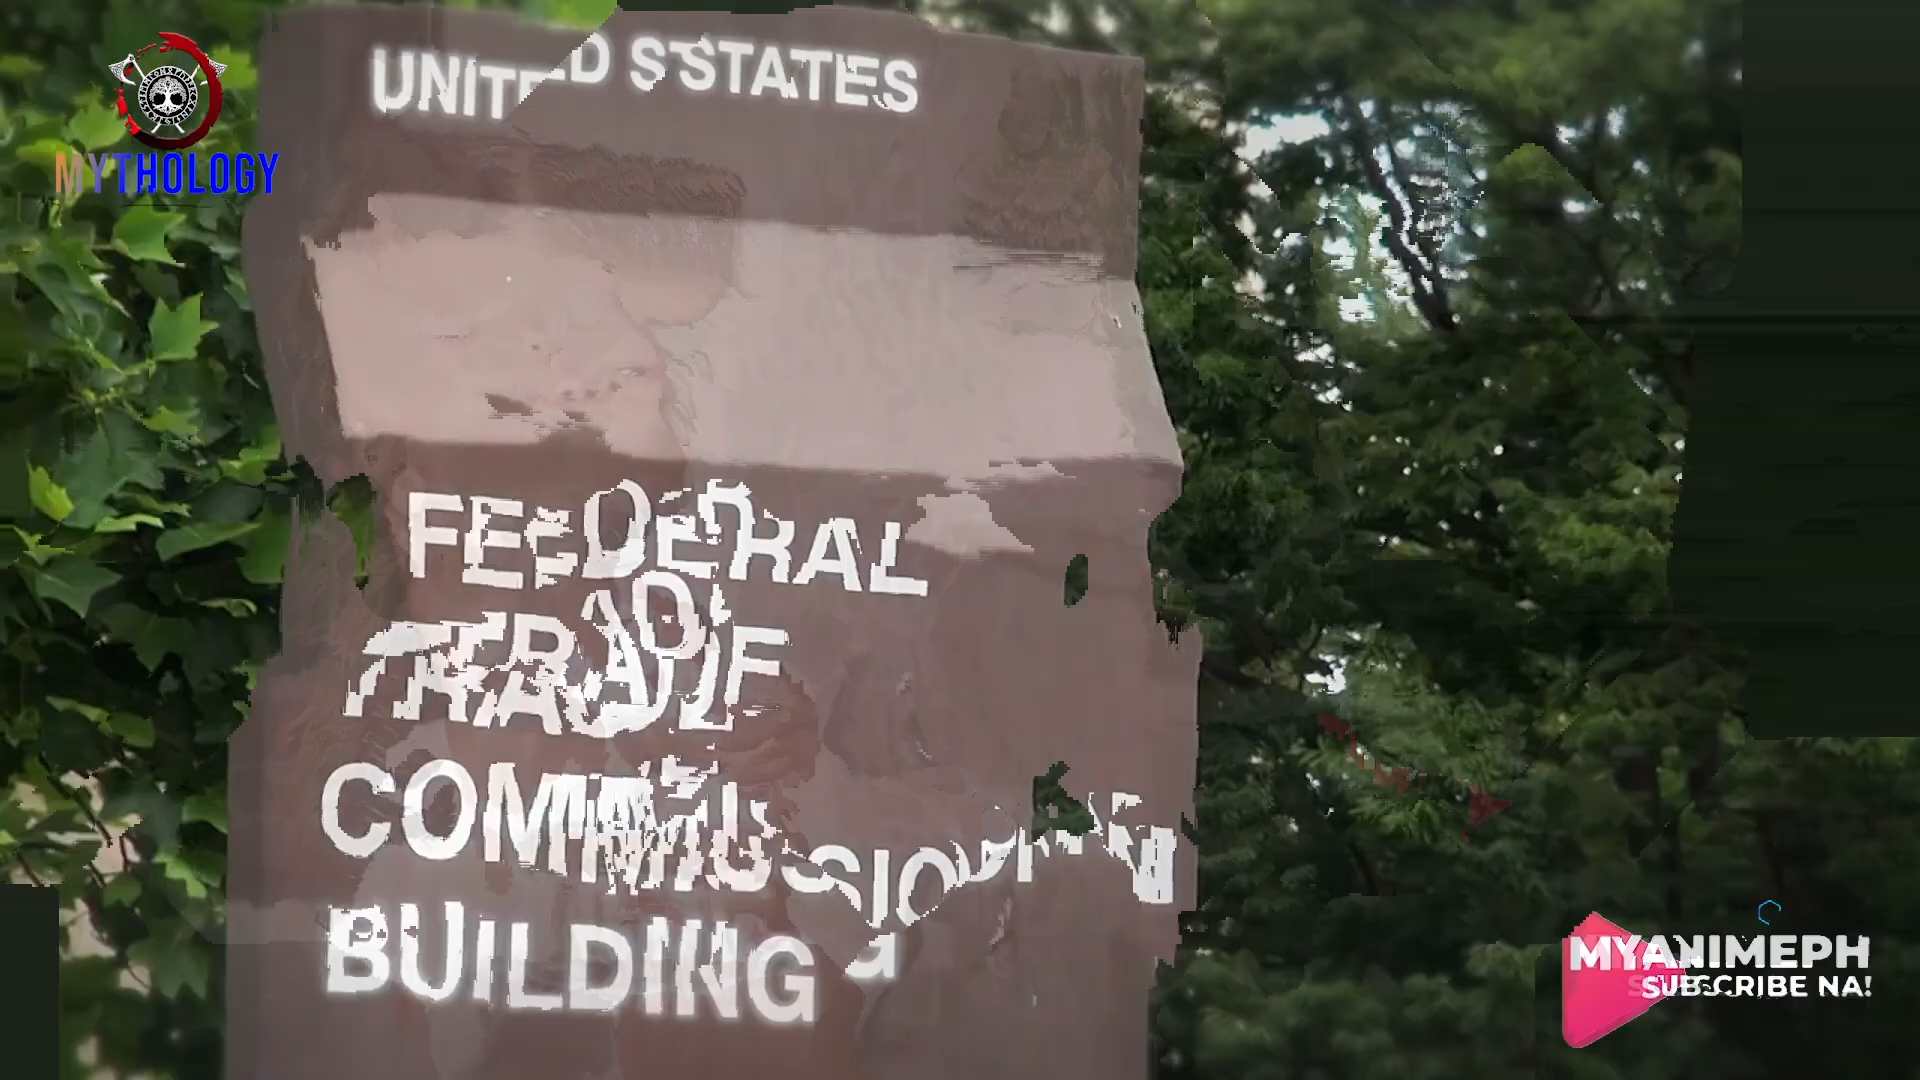 MYTHOLOGY
UNITED STATES
FEDERAL
TRADE
COMMISSION
BUILDING
MYANIMEPH
SUBSCRIBE NA!